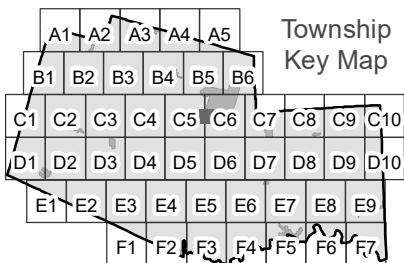 Township
Key Map
A1 A2 A3 A4 A5
B1 B2 B3 B4 B5 B6
C1 C2 C3 C4 C5 C6 C7 C8 C9 C10
D1 D2 D3 D4 D5 D6 D7 D8 D9 D10
E1 E2 E3 E4 E5 E6 E7 E8 E9
F1 F2 F3 F4 F5 F6 F7